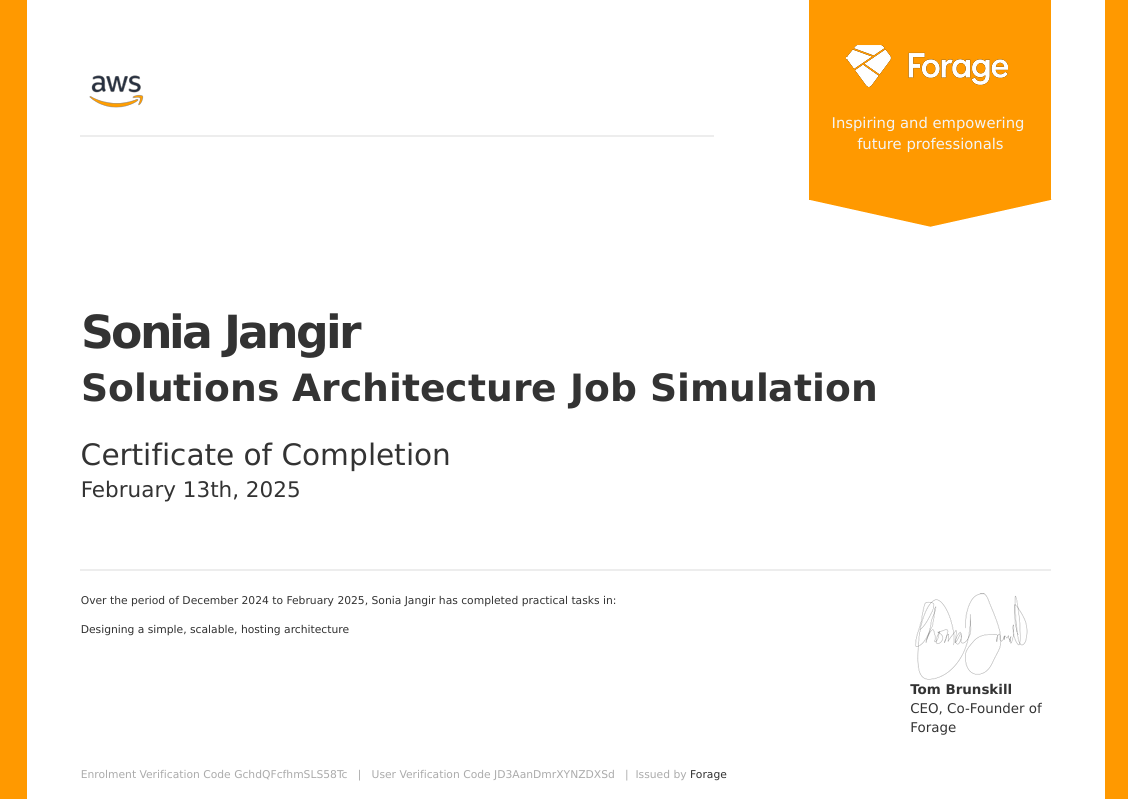 aws
Forage
Inspiring and empowering
future professionals
Sonia Jangir
Solutions Architecture Job Simulation
Certificate of Completion
February 13th, 2025
Over the period of December 2024 to February 2025, Sonia Jangir has completed practical tasks in:
Designing a simple, scalable, hosting architecture
Tom Brunskill
CEO, Co-Founder of
Forage
Enrolment Verification Code GchdQFcfhmSLS58Tc | User Verification Code JD3AanDmrXYNZDXSd | Issued by Forage